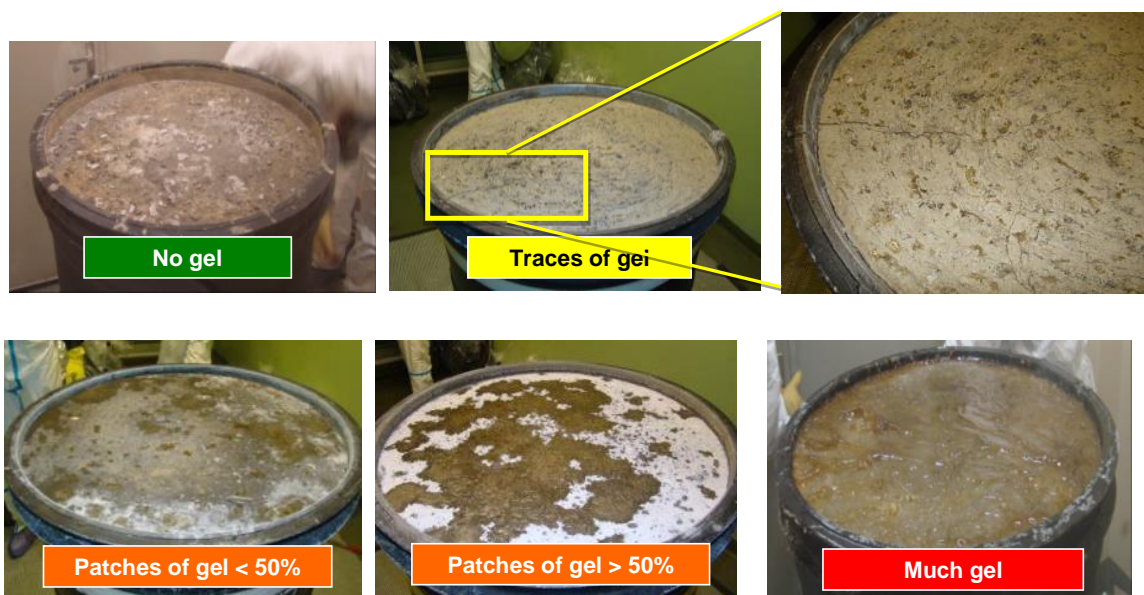 No gel
Traces of gel
Patches of gel < 50%
Patches of gel > 50%
Much gel